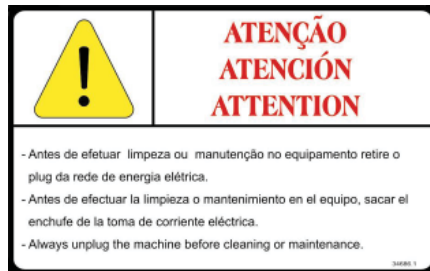 ATENÇÃO
ATENCIÓN
ATTENTION
- Antes de efetuar limpeza ou manutenção no equipamento retire o
plug da rede de energia elétrica.
- Antes de efectuar la limpieza o mantenimiento en el equipo, sacar el
enchufe de la toma de corriente eléctrica.
- Always unplug the machine before cleaning or maintenance.
34686.1